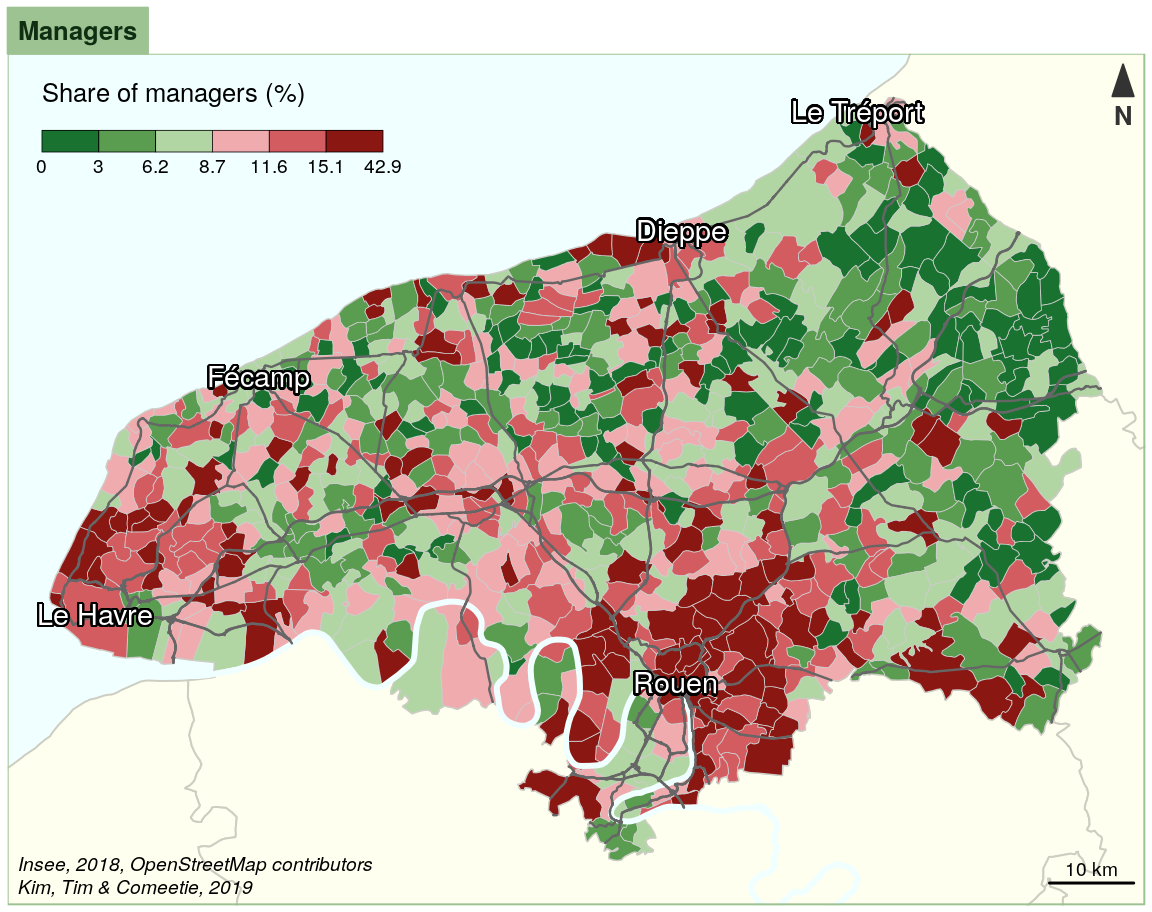 Managers
Share of managers (%)
0 3 6.2 8.7 11.6 15.1 42.9
Le Tréport
N
Dieppe
Fécamp
Le Havre
Rouen
Insee, 2018, OpenStreetMap contributors
Kim, Tim & Comeetie, 2019
10 km